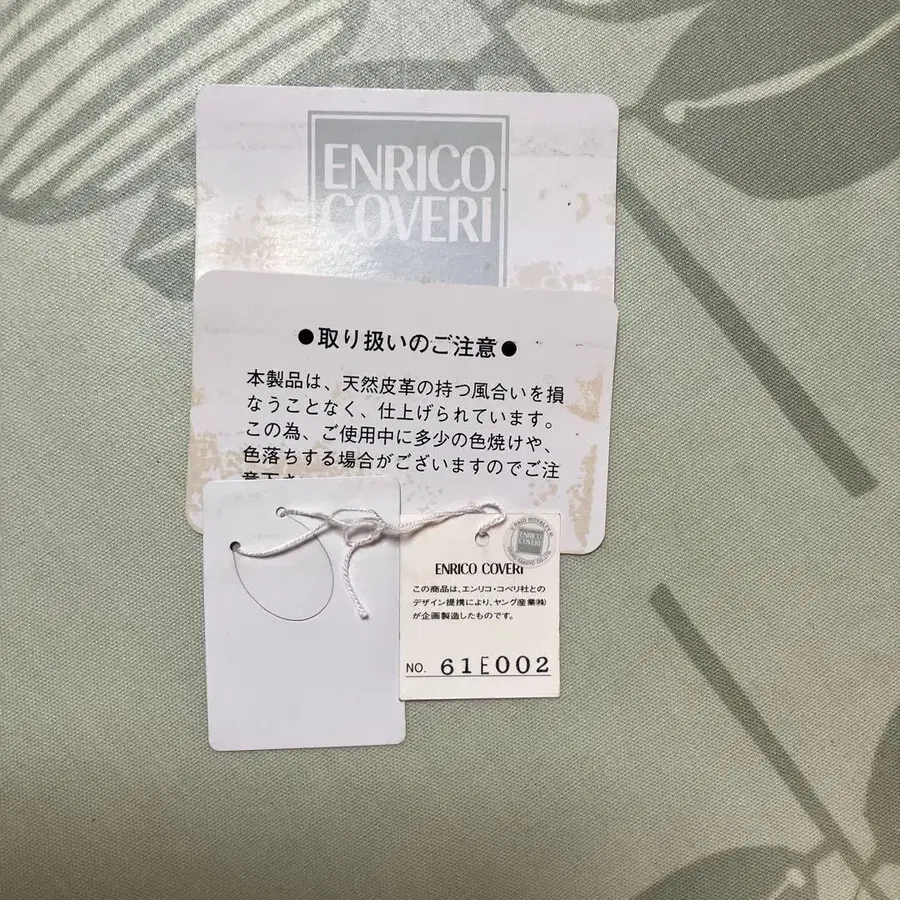 ENRICO
COVERI
●取り扱いのご注意●
本製品は、天然皮革の持つ風合いを損
なうことなく、仕上げられています。
この為、ご使用中に多少の色焼けや、
色落ちする場合がございますのでご注
ENRICO
COVERI
ENRICO COVERI
この商品は、エンリコ・コベリ社との
デザイン提携により、ヤング産業㈱
が企画製造したものです。
NO. 61E002